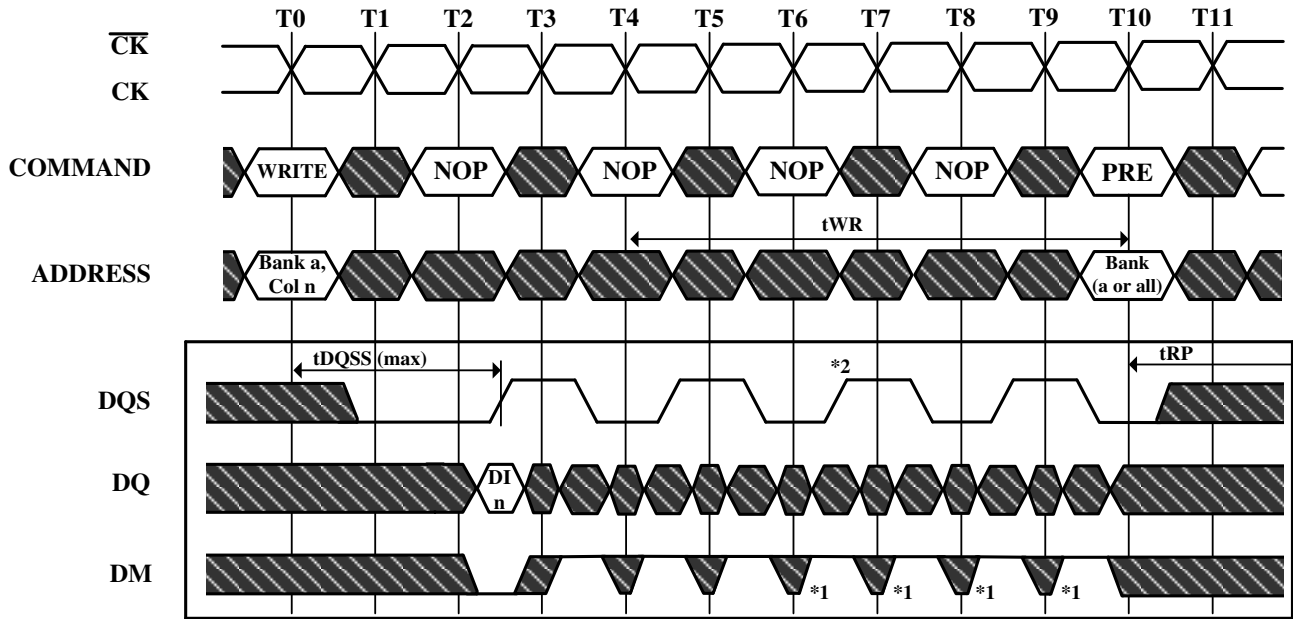 T0 T1 T2 T3 T4 T5 T6 T7 T8 T9 T10 T11
CK
CK
COMMAND
WRITE NOP NOP NOP NOP PRE
tWR
ADDRESS
Bank a,
Col n
Bank
(a or all)
tDQSS (max)
*2
tRP
DQS
DQ
DI
n
DM
*1 *1 *1 *1